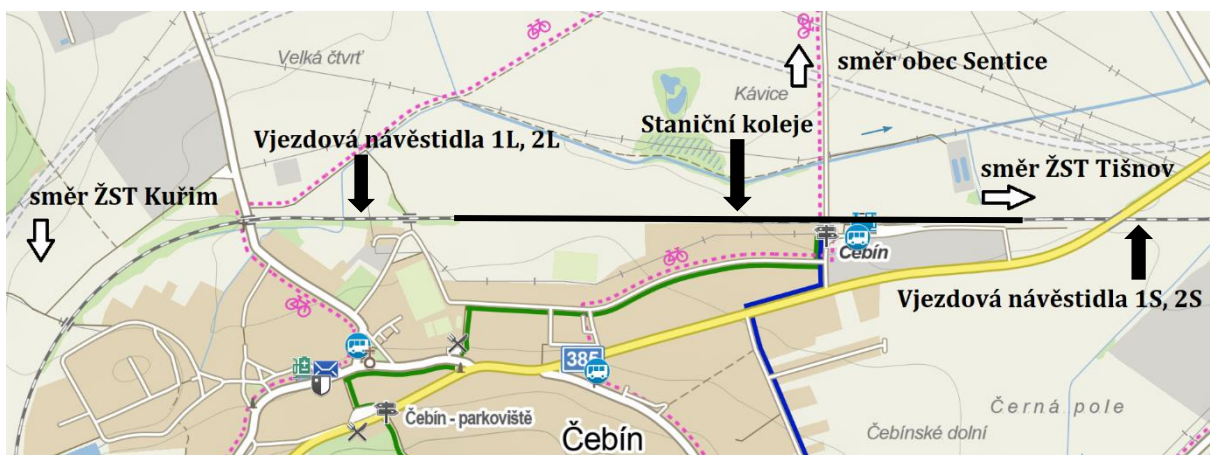 Velká čtvrť
směr obec Sentice
Kávice
Staniční koleje
Vjezdová návěstidla 1L, 2L
směr ŽST Tišnov
směr ŽST Kuřim
Čebín
Vjezdová návěstidla 1S, 2S
385
Čebín - parkoviště
Černá pole
Čebín
Čebínské dolní